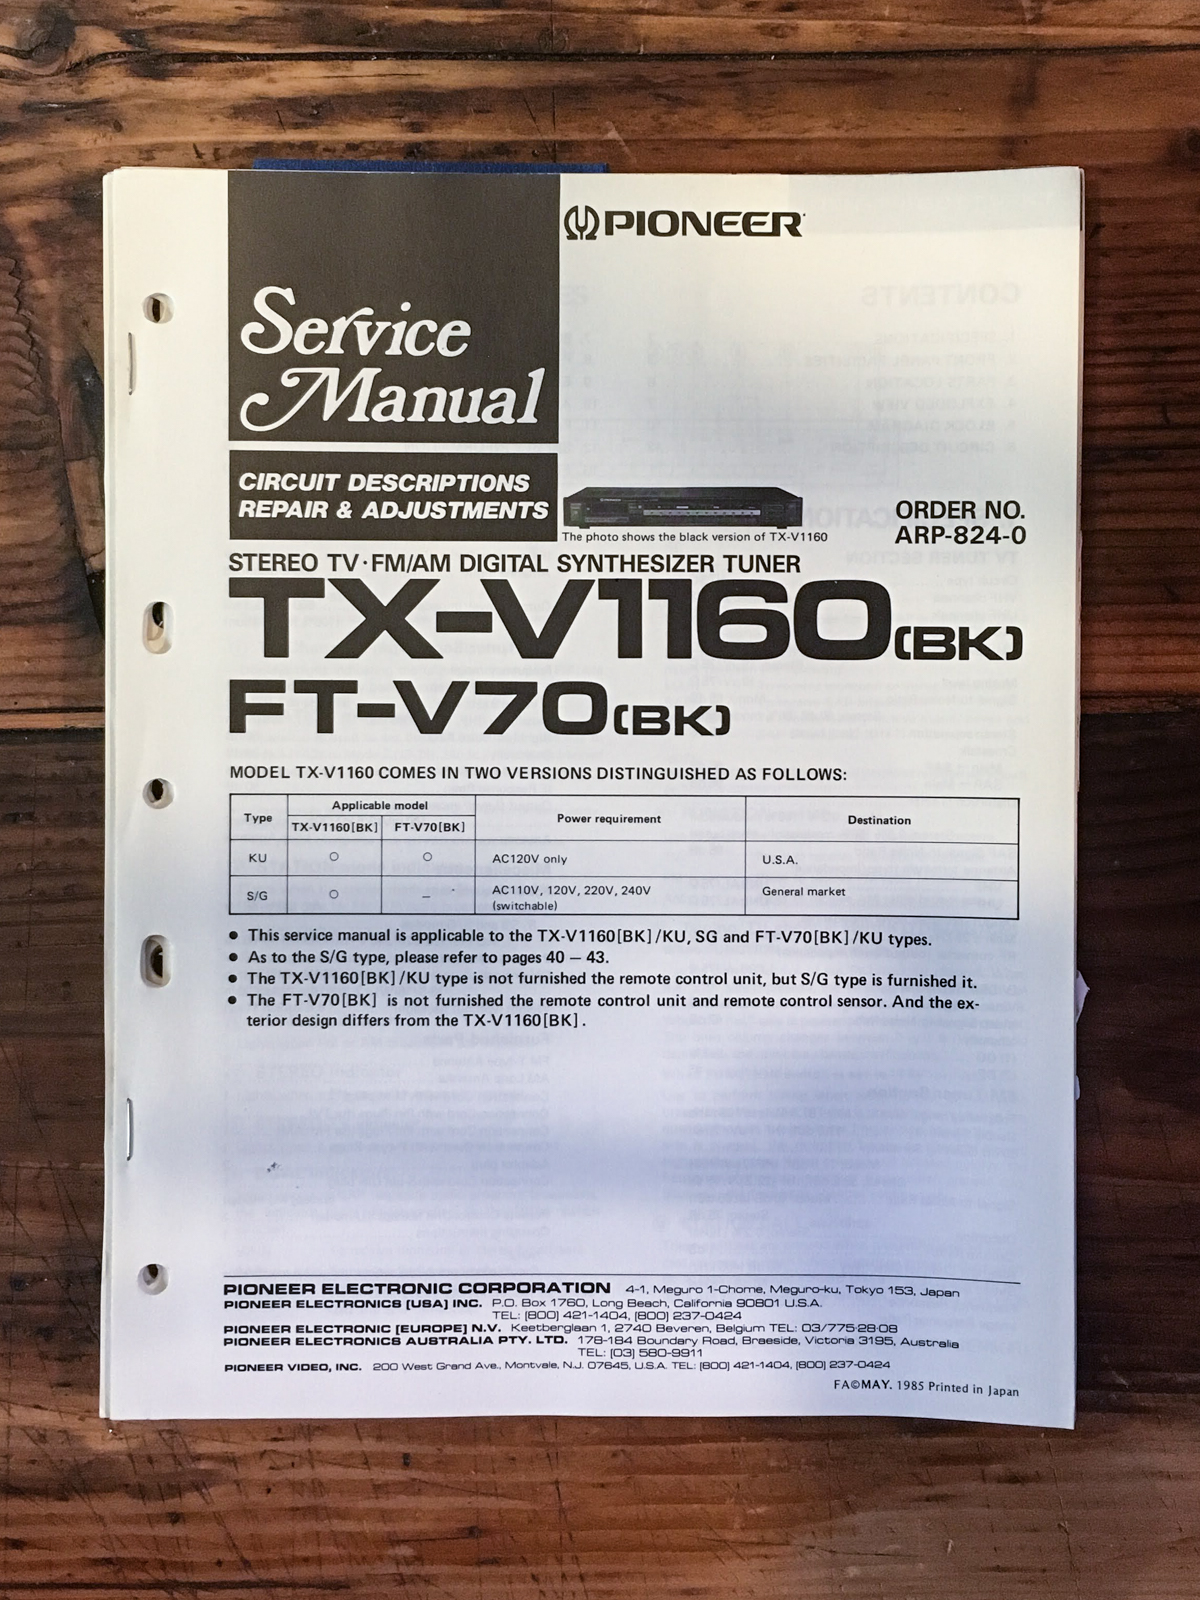 PIONEER
Service
Manual
CIRCUIT DESCRIPTIONS
REPAIR & ADJUSTMENTS
The photo shows the black version of TX-V1160
ORDER NO.
ARP-824-0
STEREO TV·FM/AM DIGITAL SYNTHESIZER TUNER
TX-V1160(BK)
FT-V70(BK)
MODEL TX-V1160 COMES IN TWO VERSIONS DISTINGUISHED AS FOLLOWS:
Type Applicable model Power requirement Destination
TX-V1160[BK] FT-V70[BK]
KU ○ ○ AC120V only U.S.A.
S/G ○ – AC110V, 120V, 220V, 240V General market
(switchable)
● This service manual is applicable to the TX-V1160[BK]/KU, SG and FT-V70[BK]/KU types.
● As to the S/G type, please refer to pages 40 – 43.
● The TX-V1160[BK]/KU type is not furnished the remote control unit, but S/G type is furnished it.
● The FT-V70[BK] is not furnished the remote control unit and remote control sensor. And the ex-
terior design differs from the TX-V1160[BK].
PIONEER ELECTRONIC CORPORATION 4-1, Meguro 1-Chome, Meguro-ku, Tokyo 153, Japan
PIONEER ELECTRONICS [USA] INC. P.O. Box 1760, Long Beach, California 90801 U.S.A.
TEL: [800] 421-1404, [800] 237-0424
PIONEER ELECTRONIC [EUROPE] N.V. Keetberglaan 1, 2740 Beveren, Belgium TEL: 03/775·28·08
PIONEER ELECTRONICS AUSTRALIA PTY. LTD. 178-184 Boundary Road, Braeside, Victoria 3195, Australia
TEL: [03] 580-9911
PIONEER VIDEO, INC. 200 West Grand Ave., Montvale, N.J. 07645, U.S.A. TEL: [800] 421-1404, [800] 237-0424
FA©MAY. 1985 Printed in Japan